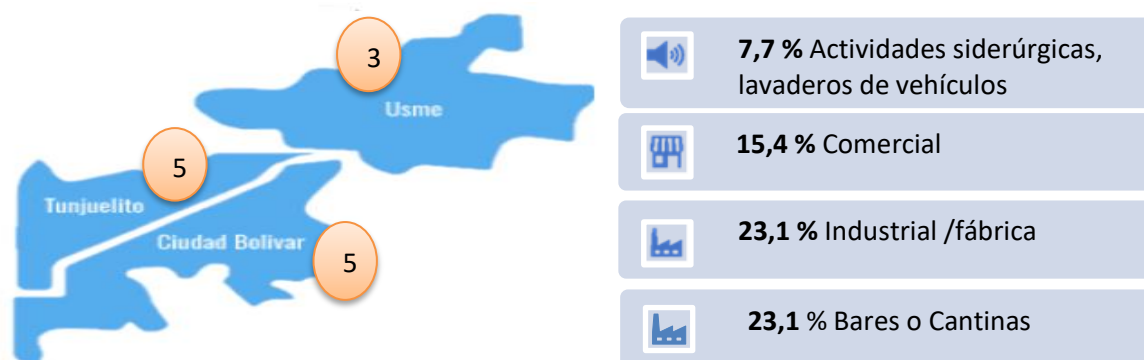 3
Usme
5
Tunjuelito
Ciudad Bolivar
5
7,7 % Actividades siderúrgicas,
lavaderos de vehículos
15,4 % Comercial
23,1 % Industrial /fábrica
23,1 % Bares o Cantinas